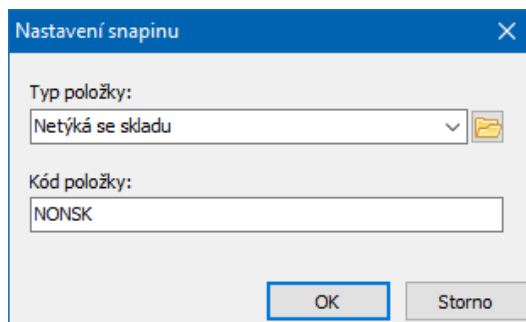 Nastavení snapinu
Typ položky:
Netýká se skladu
Kód položky:
NONSK
OK Storno